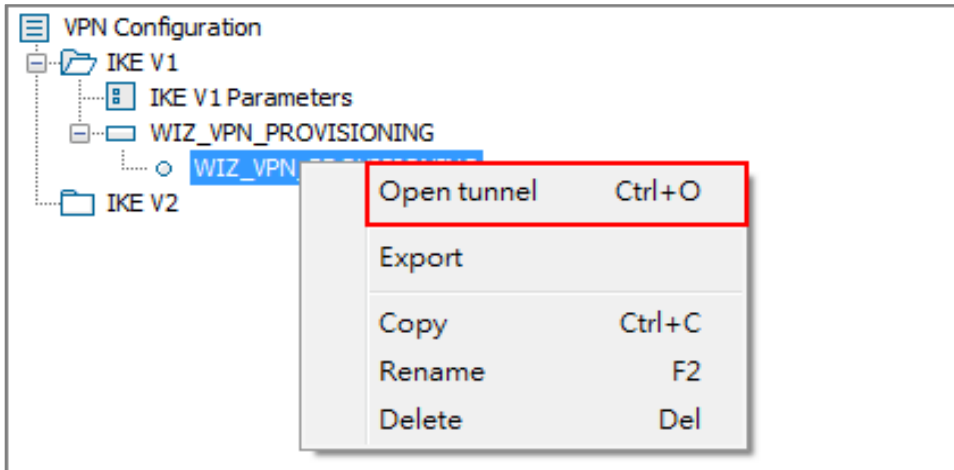 VPN Configuration
IKE V1
IKE V1 Parameters
WIZ_VPN_PROVISIONING
WIZ_VPN
Open tunnel Ctrl+O
IKE V2
Export
Copy Ctrl+C
Rename F2
Delete Del